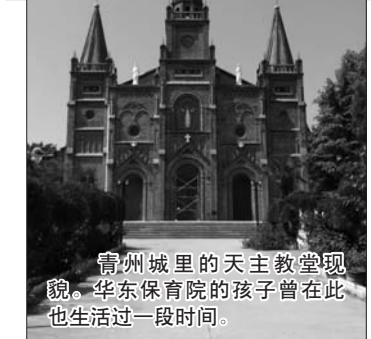 青州城里的天主教堂现
貌。华东保育院的孩子曾在此
也生活过一段时间。